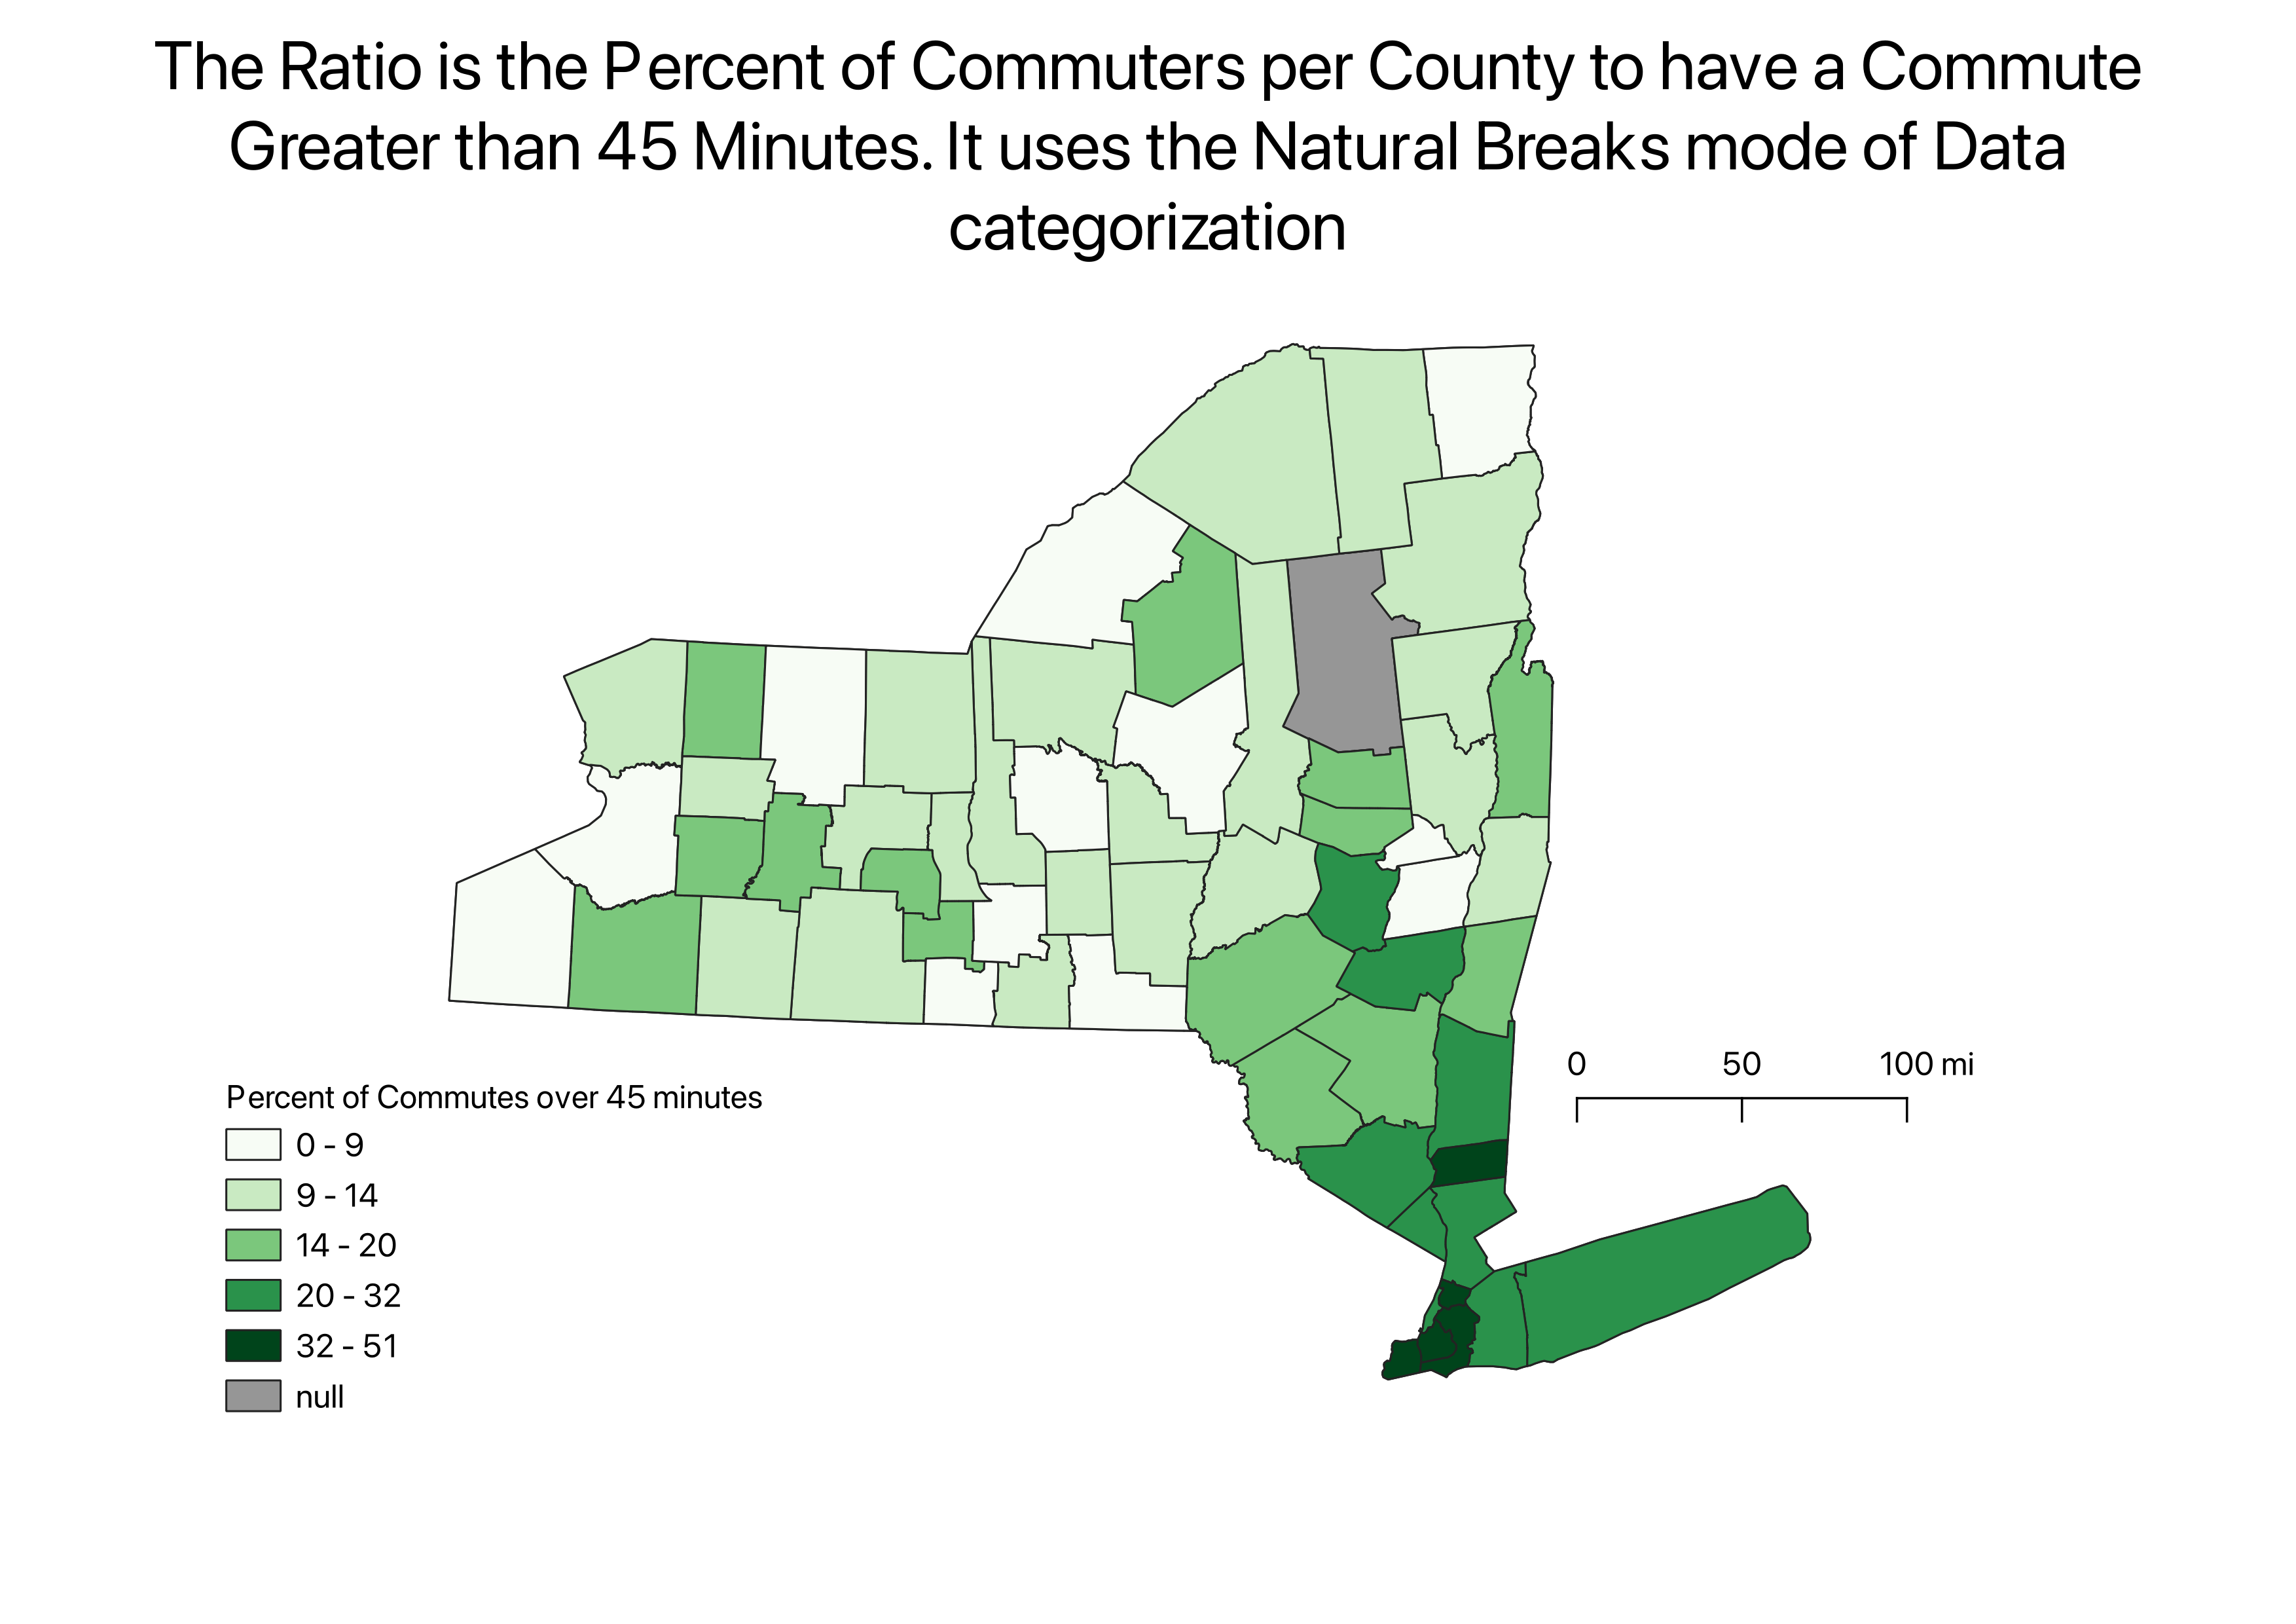 The Ratio is the Percent of Commuters per County to have a Commute
Greater than 45 Minutes. It uses the Natural Breaks mode of Data
categorization
0 50 100 mi
Percent of Commutes over 45 minutes
0 - 9
9 - 14
14 - 20
20 - 32
32 - 51
null